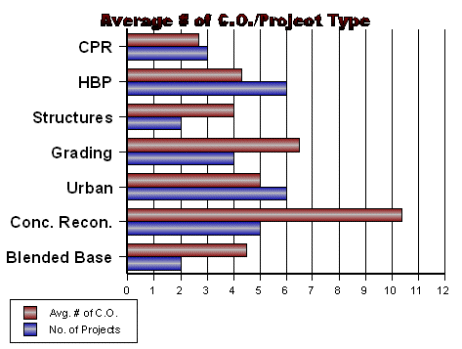 Average # of C.O./Project Type
CPR
HBP
Structures
Grading
Urban
Conc. Recon.
Blended Base
0 1 2 3 4 5 6 7 8 9 10 11 12
Avg. # of C.O.
No. of Projects